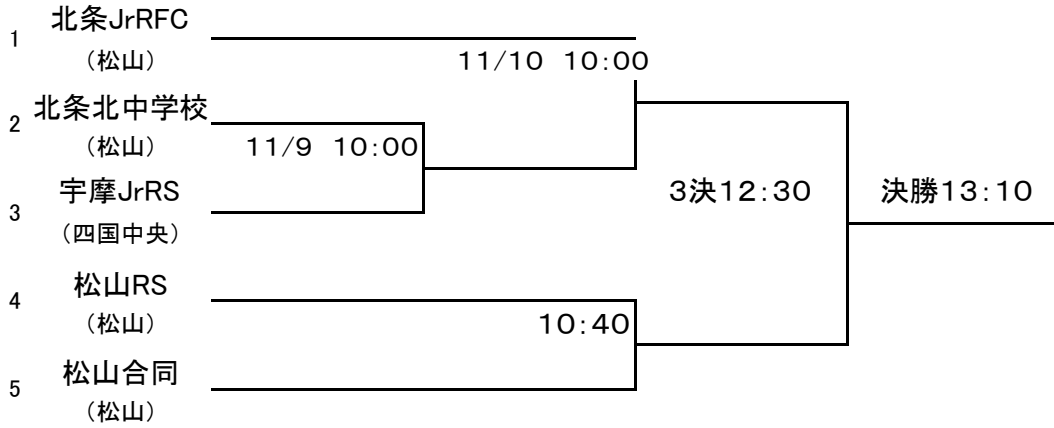 1 北条JrRFC
（松山）
11/10 10:00
2 北条北中学校
（松山）
11/9 10:00
3 宇摩JrRS
（四国中央）
3決12:30
決勝13:10
4 松山RS
（松山）
10:40
5 松山合同
（松山）